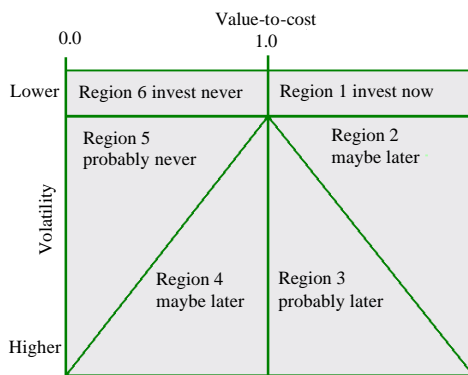 Value-to-cost
0.0
1.0
Lower
Region 6 invest never
Region 1 invest now
Region 5
probably never
Region 2
maybe later
Volatility
Region 4
maybe later
Region 3
probably later
Higher